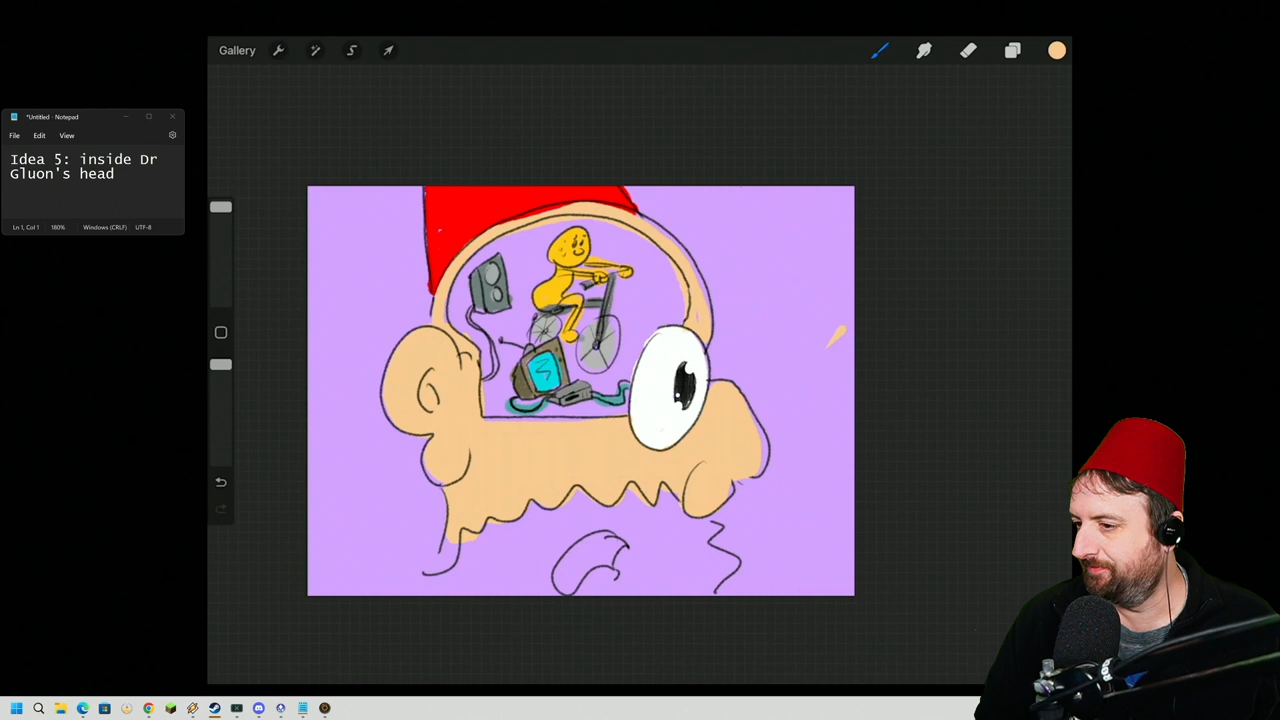 Gallery
*Untitled - Notepad
File Edit View
Idea 5: inside Dr
Gluon's head
Ln 1, Col 1 180% Windows (CRLF) UTF-8